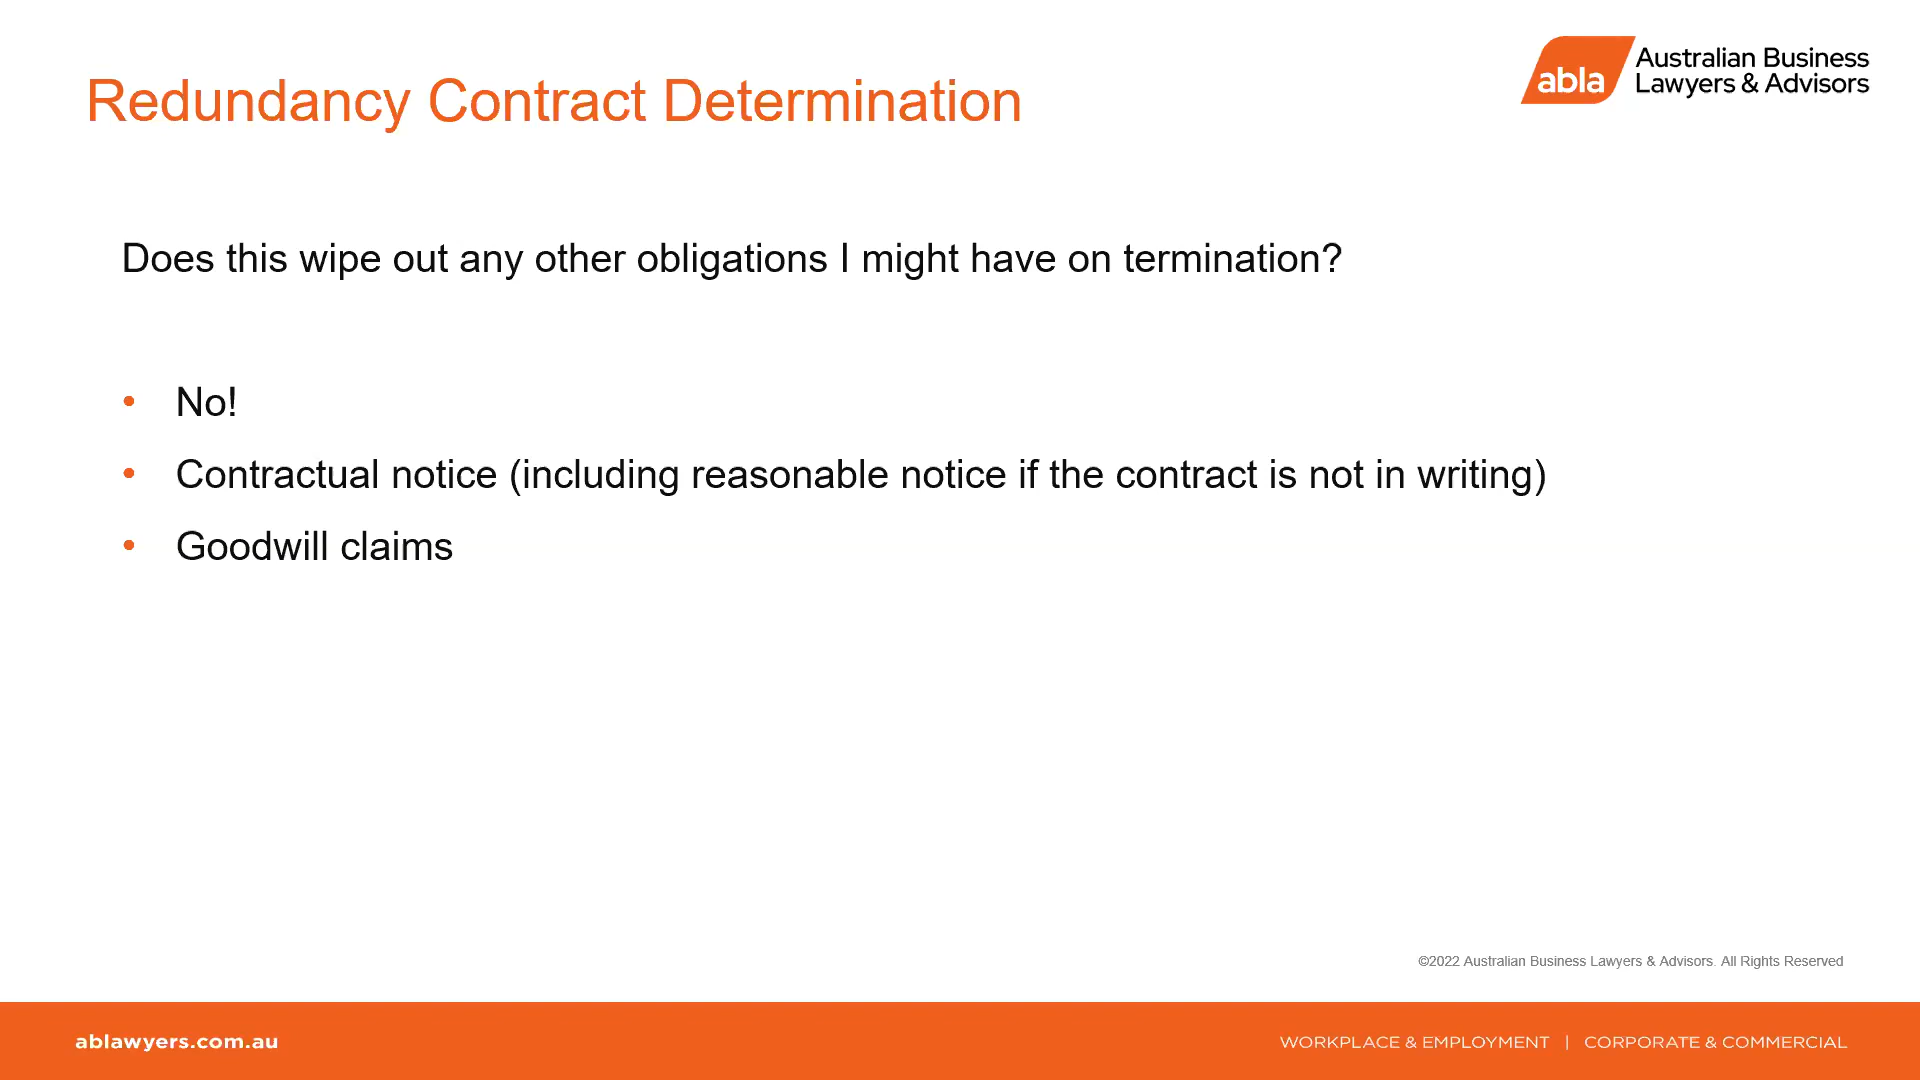 Redundancy Contract Determination
abla
Australian Business
Lawyers & Advisors
Does this wipe out any other obligations I might have on termination?
• No!
• Contractual notice (including reasonable notice if the contract is not in writing)
• Goodwill claims
©2022 Australian Business Lawyers & Advisors. All Rights Reserved
ablawyers.com.au
WORKPLACE & EMPLOYMENT | CORPORATE & COMMERCIAL